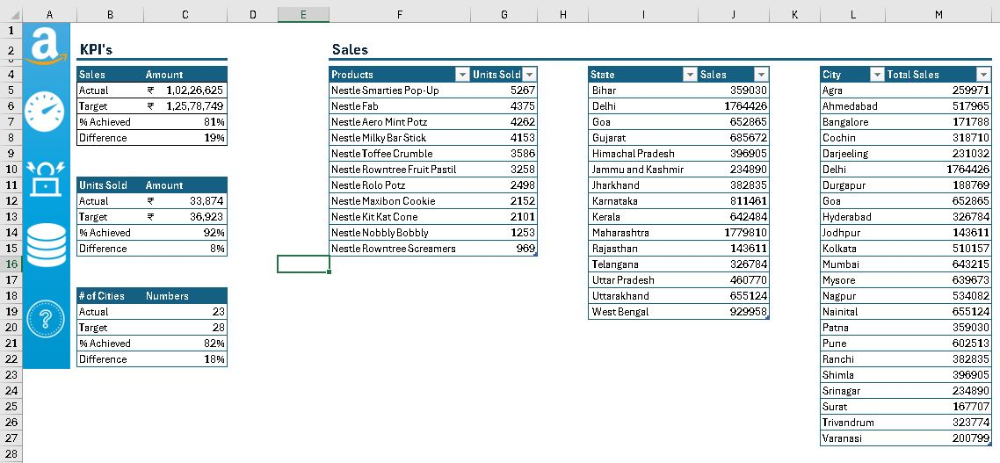 A B C D E F G H I J K L M
1
2 KPI's Sales
4 Sales Amount Products Units Sold State Sales City Total Sales
5 Actual ₹ 1,02,26,625 Nestle Smarties Pop-Up 5267 Bihar 359030 Agra 259971
6 Target ₹ 1,25,78,749 Nestle Fab 4375 Delhi 1764426 Ahmedabad 517965
7 % Achieved 81% Nestle Aero Mint Potz 4262 Goa 652865 Bangalore 171788
8 Difference 19% Nestle Milky Bar Stick 4153 Gujarat 685672 Cochin 318710
9 Nestle Toffee Crumble 3586 Himachal Pradesh 396905 Darjeeling 231032
10 Nestle Rowntree Fruit Pastil 3258 Jammu and Kashmir 234890 Delhi 1764426
11 Units Sold Amount Nestle Rolo Potz 2498 Jharkhand 382835 Durgapur 188769
12 Actual ₹ 33,874 Nestle Maxibon Cookie 2152 Karnataka 811461 Goa 652865
13 Target ₹ 36,923 Nestle Kit Kat Cone 2101 Kerala 642484 Hyderabad 326784
14 % Achieved 92% Nestle Nobbly Bobbly 1253 Maharashtra 1779810 Jodhpur 143611
15 Difference 8% Nestle Rowntree Screamers 969 Rajasthan 143611 Kolkata 510157
16 Telangana 326784 Mumbai 643215
17 Uttar Pradesh 460770 Mysore 639673
18 # of Cities Numbers Uttarakhand 655124 Nagpur 534082
19 Actual 23 West Bengal 929958 Nainital 655124
20 Target 28 Patna 359030
21 % Achieved 82% Pune 602513
22 Difference 18% Ranchi 382835
23 Shimla 396905
24 Srinagar 234890
25 Surat 167707
26 Trivandrum 323774
27 Varanasi 200799
28